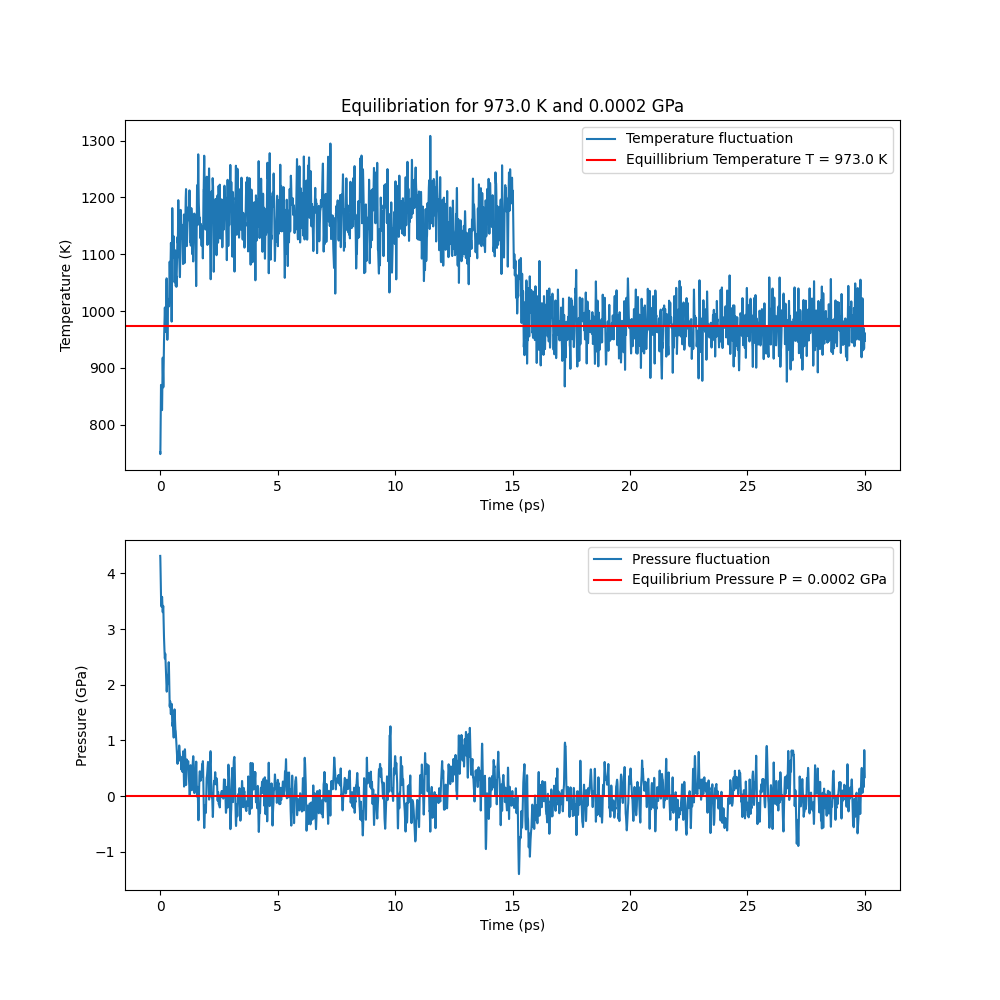 Equilibriation for 973.0 K and 0.0002 GPa
Temperature fluctuation
Equillibrium Temperature T = 973.0 K
1300
1200
1100
1000
900
800
Temperature (K)
0 5 10 15 20 25 30
Time (ps)
Pressure fluctuation
Equilibrium Pressure P = 0.0002 GPa
4
3
2
1
0
−1
Pressure (GPa)
0 5 10 15 20 25 30
Time (ps)